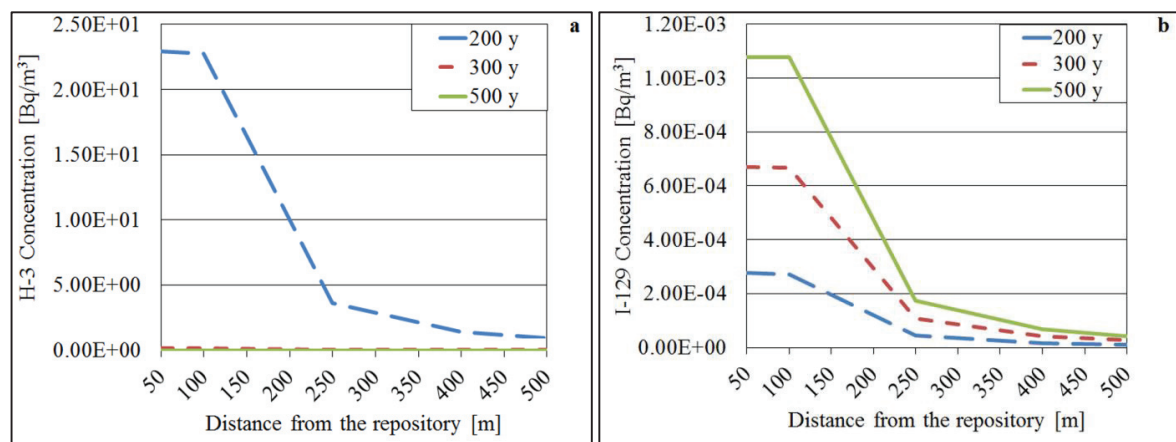 a
2.50E+01
2.00E+01
1.50E+01
1.00E+01
5.00E+00
0.00E+00
H-3 Concentration [Bq/m³]
200 y
300 y
500 y
50
100
150
200
250
300
350
400
450
500
Distance from the repository [m]
b
1.20E-03
1.00E-03
8.00E-04
6.00E-04
4.00E-04
2.00E-04
0.00E+00
I-129 Concentration [Bq/m³]
200 y
300 y
500 y
50
100
150
200
250
300
350
400
450
500
Distance from the repository [m]